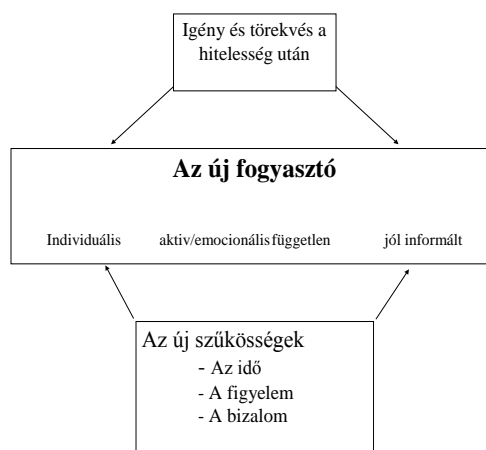 Igény és törekvés a
hitelesség után
Az új fogyasztó
Individuális aktiv/emocionális független jól informált
Az új szűkösségek
- Az idő
- A figyelem
- A bizalom